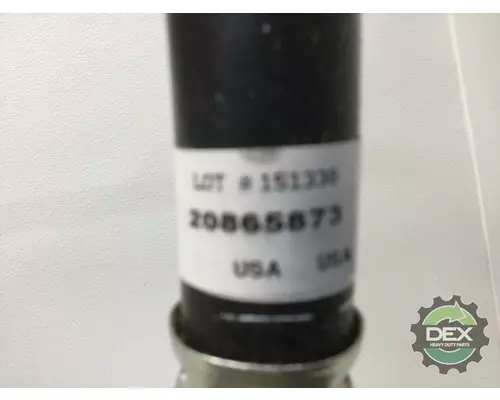 LOT # 151330
20865873
USA USA
DEX
HEAVY DUTY PARTS